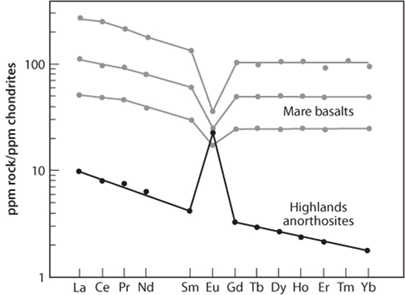 ppm rock/ppm chondrites
100
10
1
Mare basalts
Highlands
anorthosites
La Ce Pr Nd Sm Eu Gd Tb Dy Ho Er Tm Yb